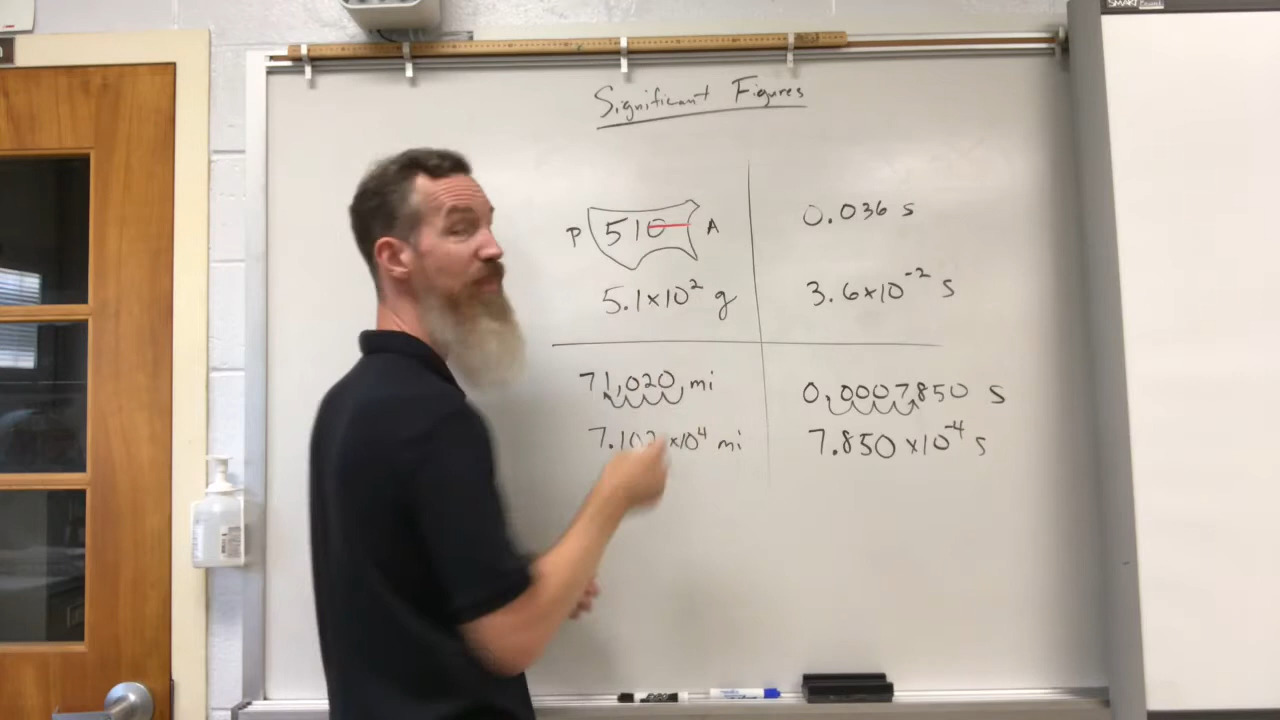 Significant Figures
P 510 A
5.1×10² g
0.036 s
3.6×10⁻² s
71,020 mi
7.102 ×10⁴ mi
0.0007850 s
7.850 ×10⁻⁴ s
SMART